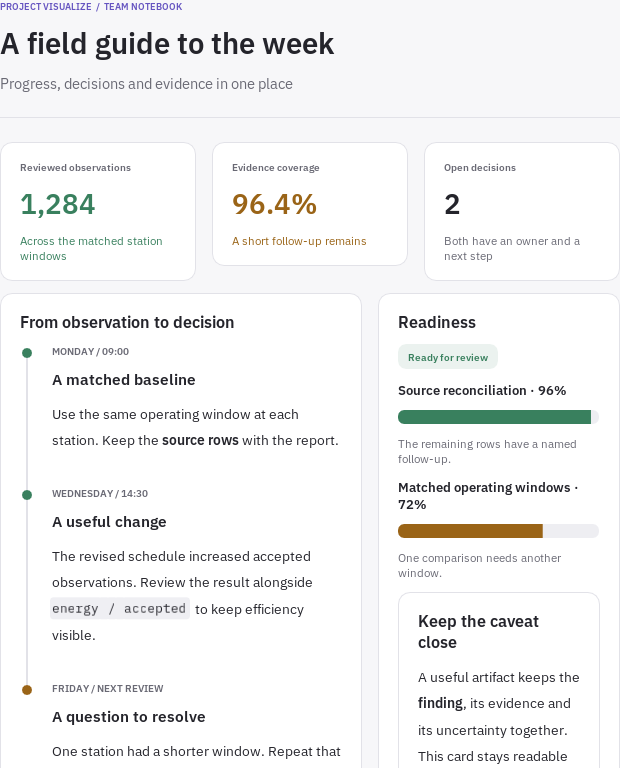 PROJECT VISUALIZE / TEAM NOTEBOOK
A field guide to the week
Progress, decisions and evidence in one place
Reviewed observations
1,284
Across the matched station
windows
Evidence coverage
96.4%
A short follow-up remains
Open decisions
2
Both have an owner and a
next step
From observation to decision
MONDAY / 09:00
A matched baseline
Use the same operating window at each
station. Keep the source rows with the report.
WEDNESDAY / 14:30
A useful change
The revised schedule increased accepted
observations. Review the result alongside
energy / accepted to keep efficiency
visible.
FRIDAY / NEXT REVIEW
A question to resolve
One station had a shorter window. Repeat that
Readiness
Ready for review
Source reconciliation · 96%
The remaining rows have a named
follow-up.
Matched operating windows ·
72%
One comparison needs another
window.
Keep the caveat
close
A useful artifact keeps the
finding, its evidence and
its uncertainty together.
This card stays readable